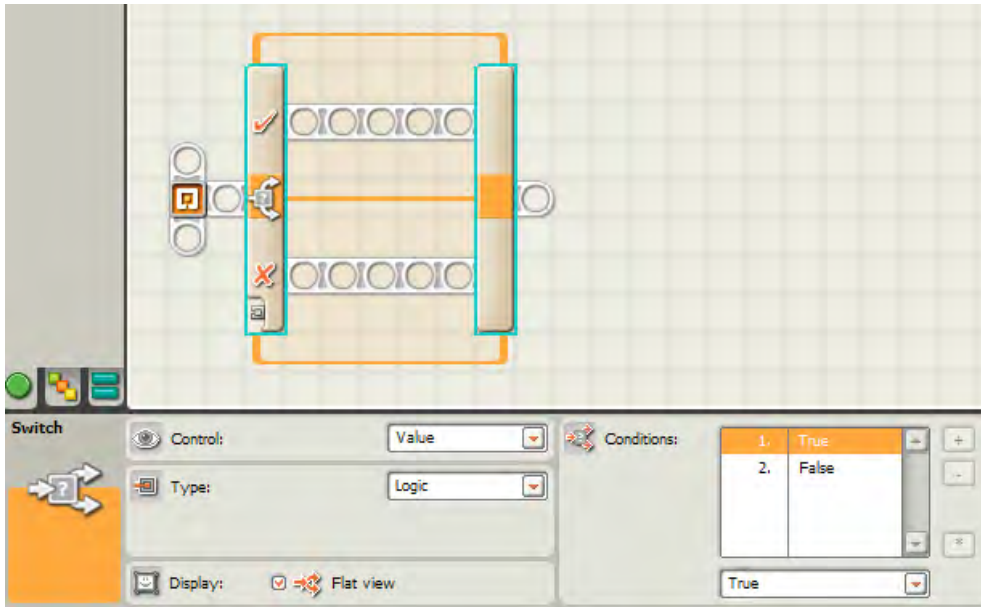 Switch
Control:
Value
Type:
Logic
Display:
Flat view
Conditions:
1. True
2. False
+
-
*
True